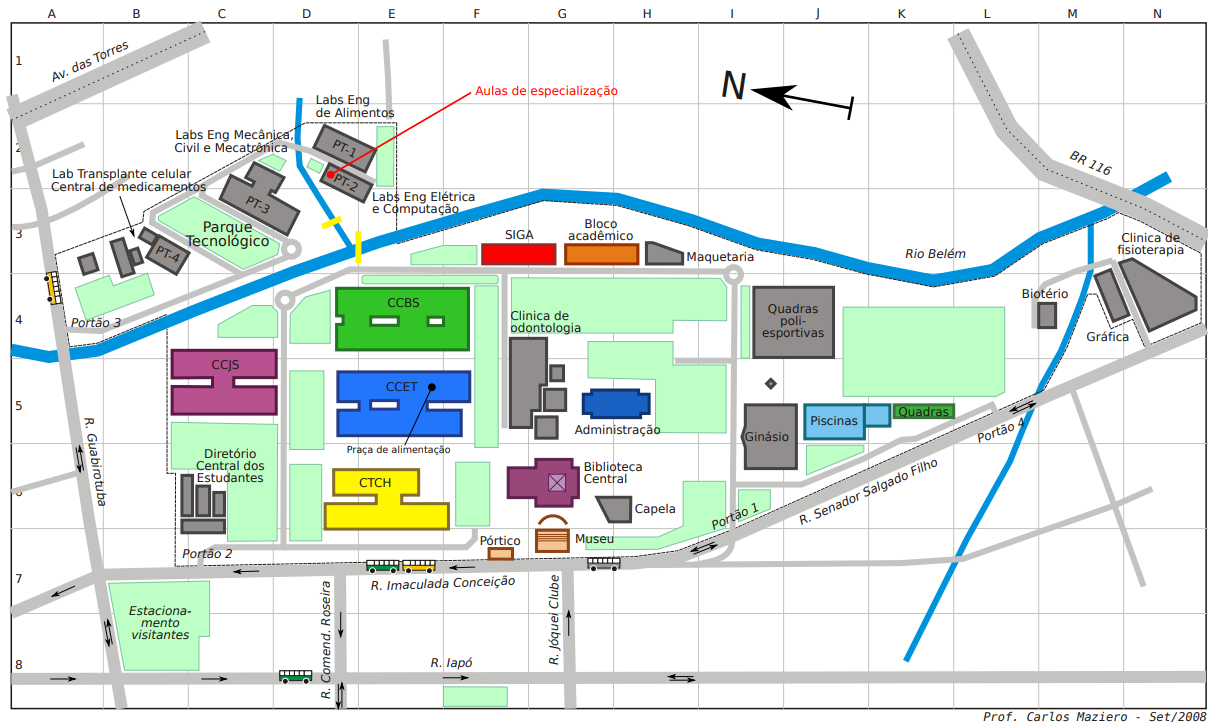 A B C D E F G H I J K L M N
1
Av. das Torres
N
Aulas de especialização
Labs Eng
de Alimentos
2
Labs Eng Mecânica,
Civil e Mecatrônica
PT-1
BR 116
Lab Transplante celular
Central de medicamentos
PT-2
Labs Eng Elétrica
e Computação
PT-3
3
Parque
Tecnológico
PT-4
SIGA
Bloco
acadêmico
Maquetaria
Rio Belém
Clinica de
fisioterapia
Biotério
4
Portão 3
CCBS
Clinica de
odontologia
Quadras
poli-
esportivas
Gráfica
CCJS
CCET
5
Administração
Piscinas
Quadras
Ginásio
Portão 4
R. Guabirotuba
Praça de alimentação
Diretório
Central dos
Estudantes
CTCH
Biblioteca
Central
R. Senador Salgado Filho
6
Capela
Portão 1
Portão 2
Pórtico
Museu
7
R. Imaculada Conceição
R. Comend. Roseira
R. Jóquei Clube
Estaciona-
mento
visitantes
8
R. Iapó
Prof. Carlos Maziero - Set/2008